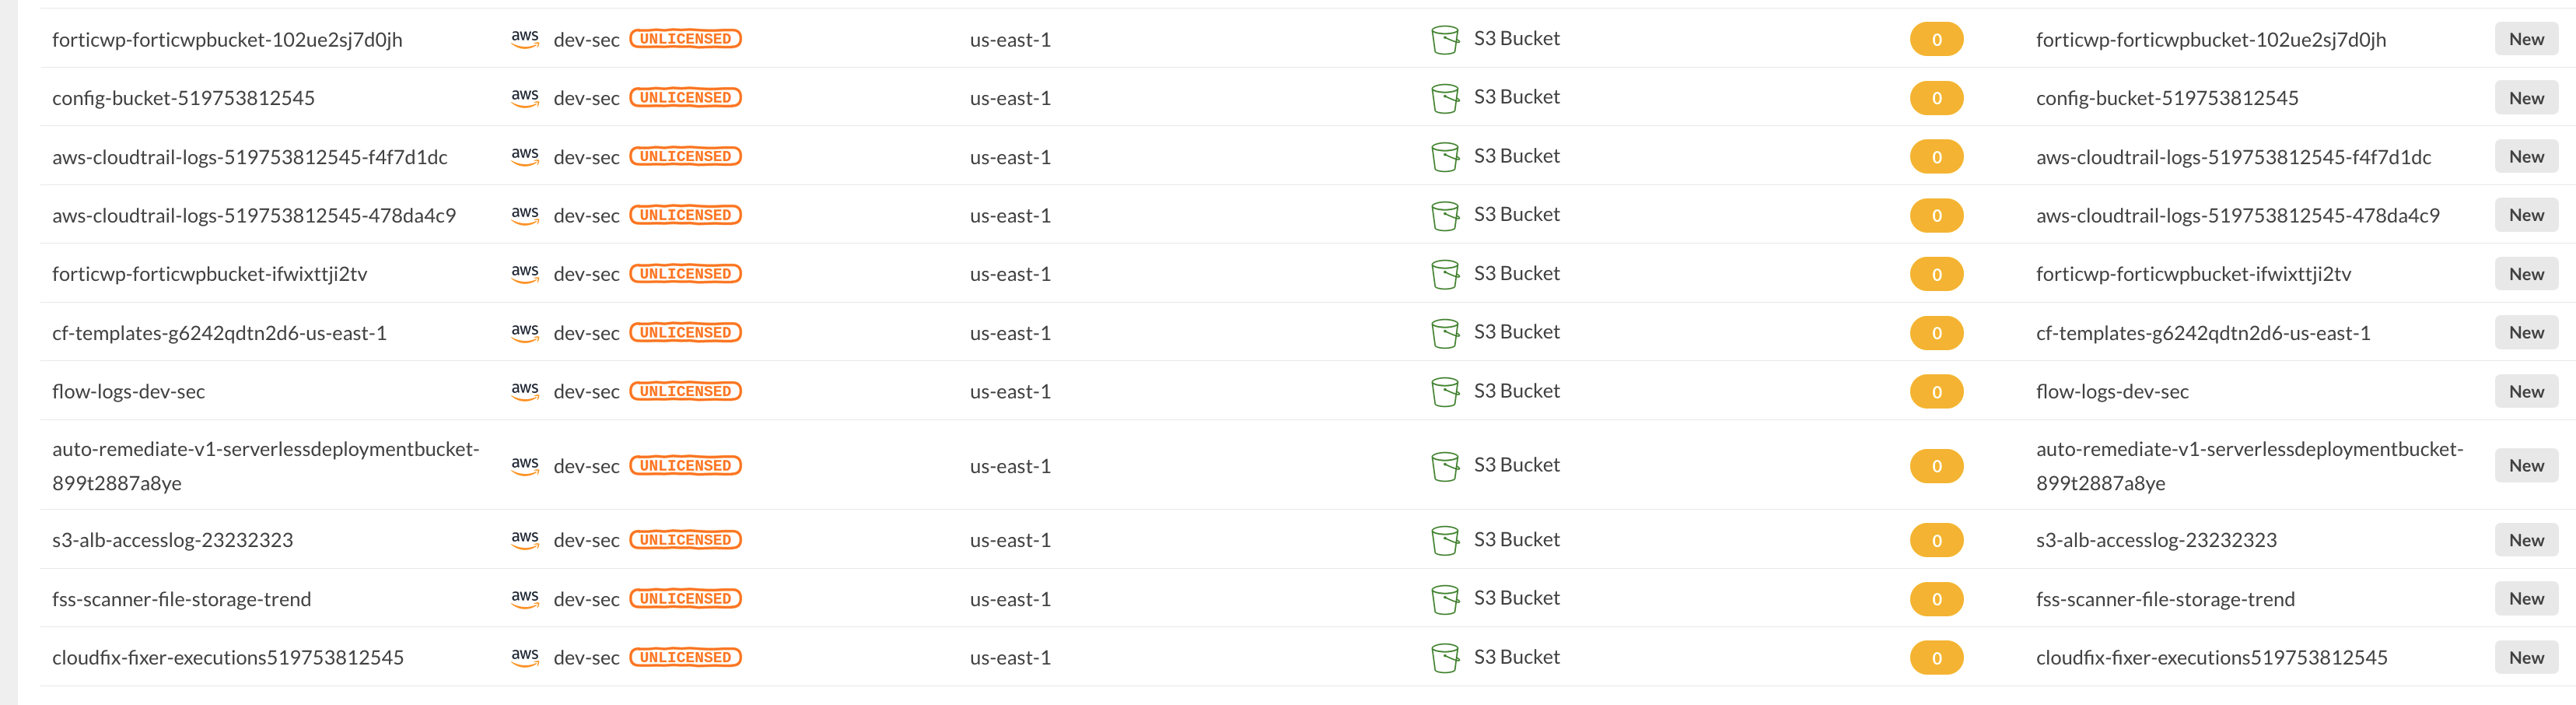 forticwp-forticwpbucket-102ue2sj7d0jh aws dev-sec UNLICENSED us-east-1 S3 Bucket 0 forticwp-forticwpbucket-102ue2sj7d0jh New
config-bucket-519753812545 aws dev-sec UNLICENSED us-east-1 S3 Bucket 0 config-bucket-519753812545 New
aws-cloudtrail-logs-519753812545-f4f7d1dc aws dev-sec UNLICENSED us-east-1 S3 Bucket 0 aws-cloudtrail-logs-519753812545-f4f7d1dc New
aws-cloudtrail-logs-519753812545-478da4c9 aws dev-sec UNLICENSED us-east-1 S3 Bucket 0 aws-cloudtrail-logs-519753812545-478da4c9 New
forticwp-forticwpbucket-ifwixttji2tv aws dev-sec UNLICENSED us-east-1 S3 Bucket 0 forticwp-forticwpbucket-ifwixttji2tv New
cf-templates-g6242qdtn2d6-us-east-1 aws dev-sec UNLICENSED us-east-1 S3 Bucket 0 cf-templates-g6242qdtn2d6-us-east-1 New
flow-logs-dev-sec aws dev-sec UNLICENSED us-east-1 S3 Bucket 0 flow-logs-dev-sec New
auto-remediate-v1-serverlessdeploymentbucket-
899t2887a8ye aws dev-sec UNLICENSED us-east-1 S3 Bucket 0 auto-remediate-v1-serverlessdeploymentbucket-
899t2887a8ye New
s3-alb-accesslog-23232323 aws dev-sec UNLICENSED us-east-1 S3 Bucket 0 s3-alb-accesslog-23232323 New
fss-scanner-file-storage-trend aws dev-sec UNLICENSED us-east-1 S3 Bucket 0 fss-scanner-file-storage-trend New
cloudfix-fixer-executions519753812545 aws dev-sec UNLICENSED us-east-1 S3 Bucket 0 cloudfix-fixer-executions519753812545 New